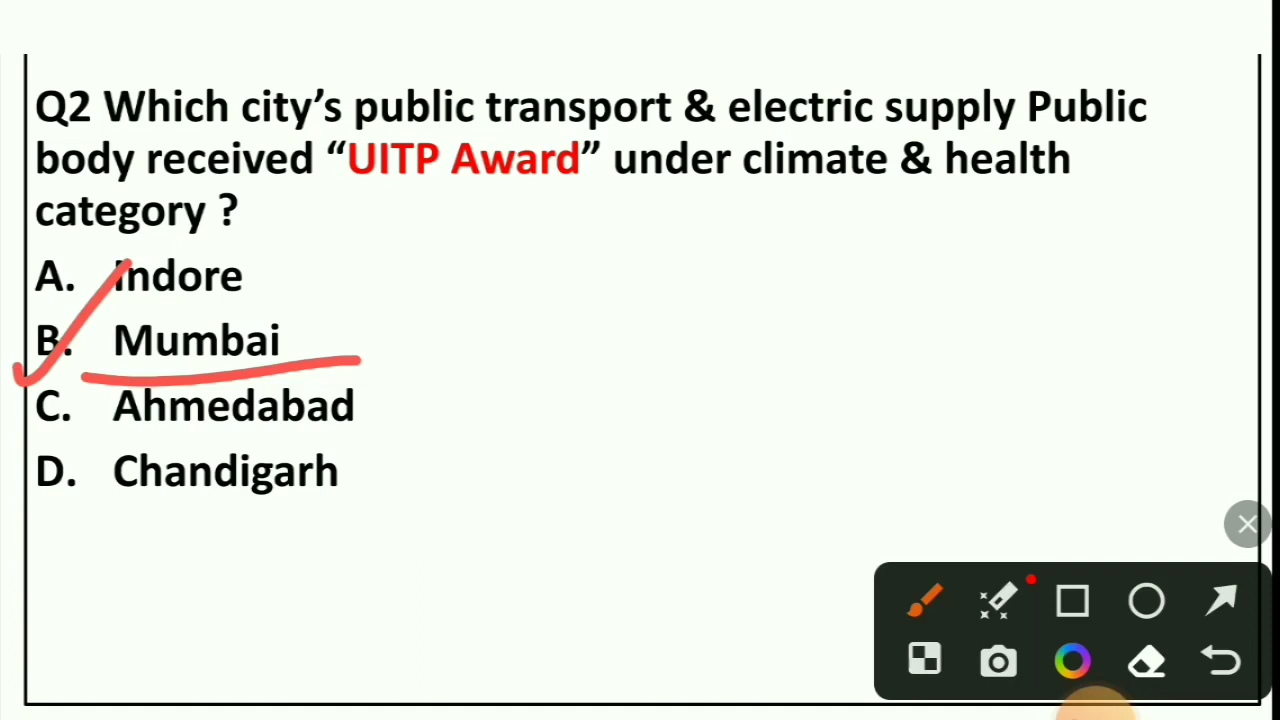 Q2 Which city’s public transport & electric supply Public
body received “UITP Award” under climate & health
category ?
A. Indore
B. Mumbai
C. Ahmedabad
D. Chandigarh